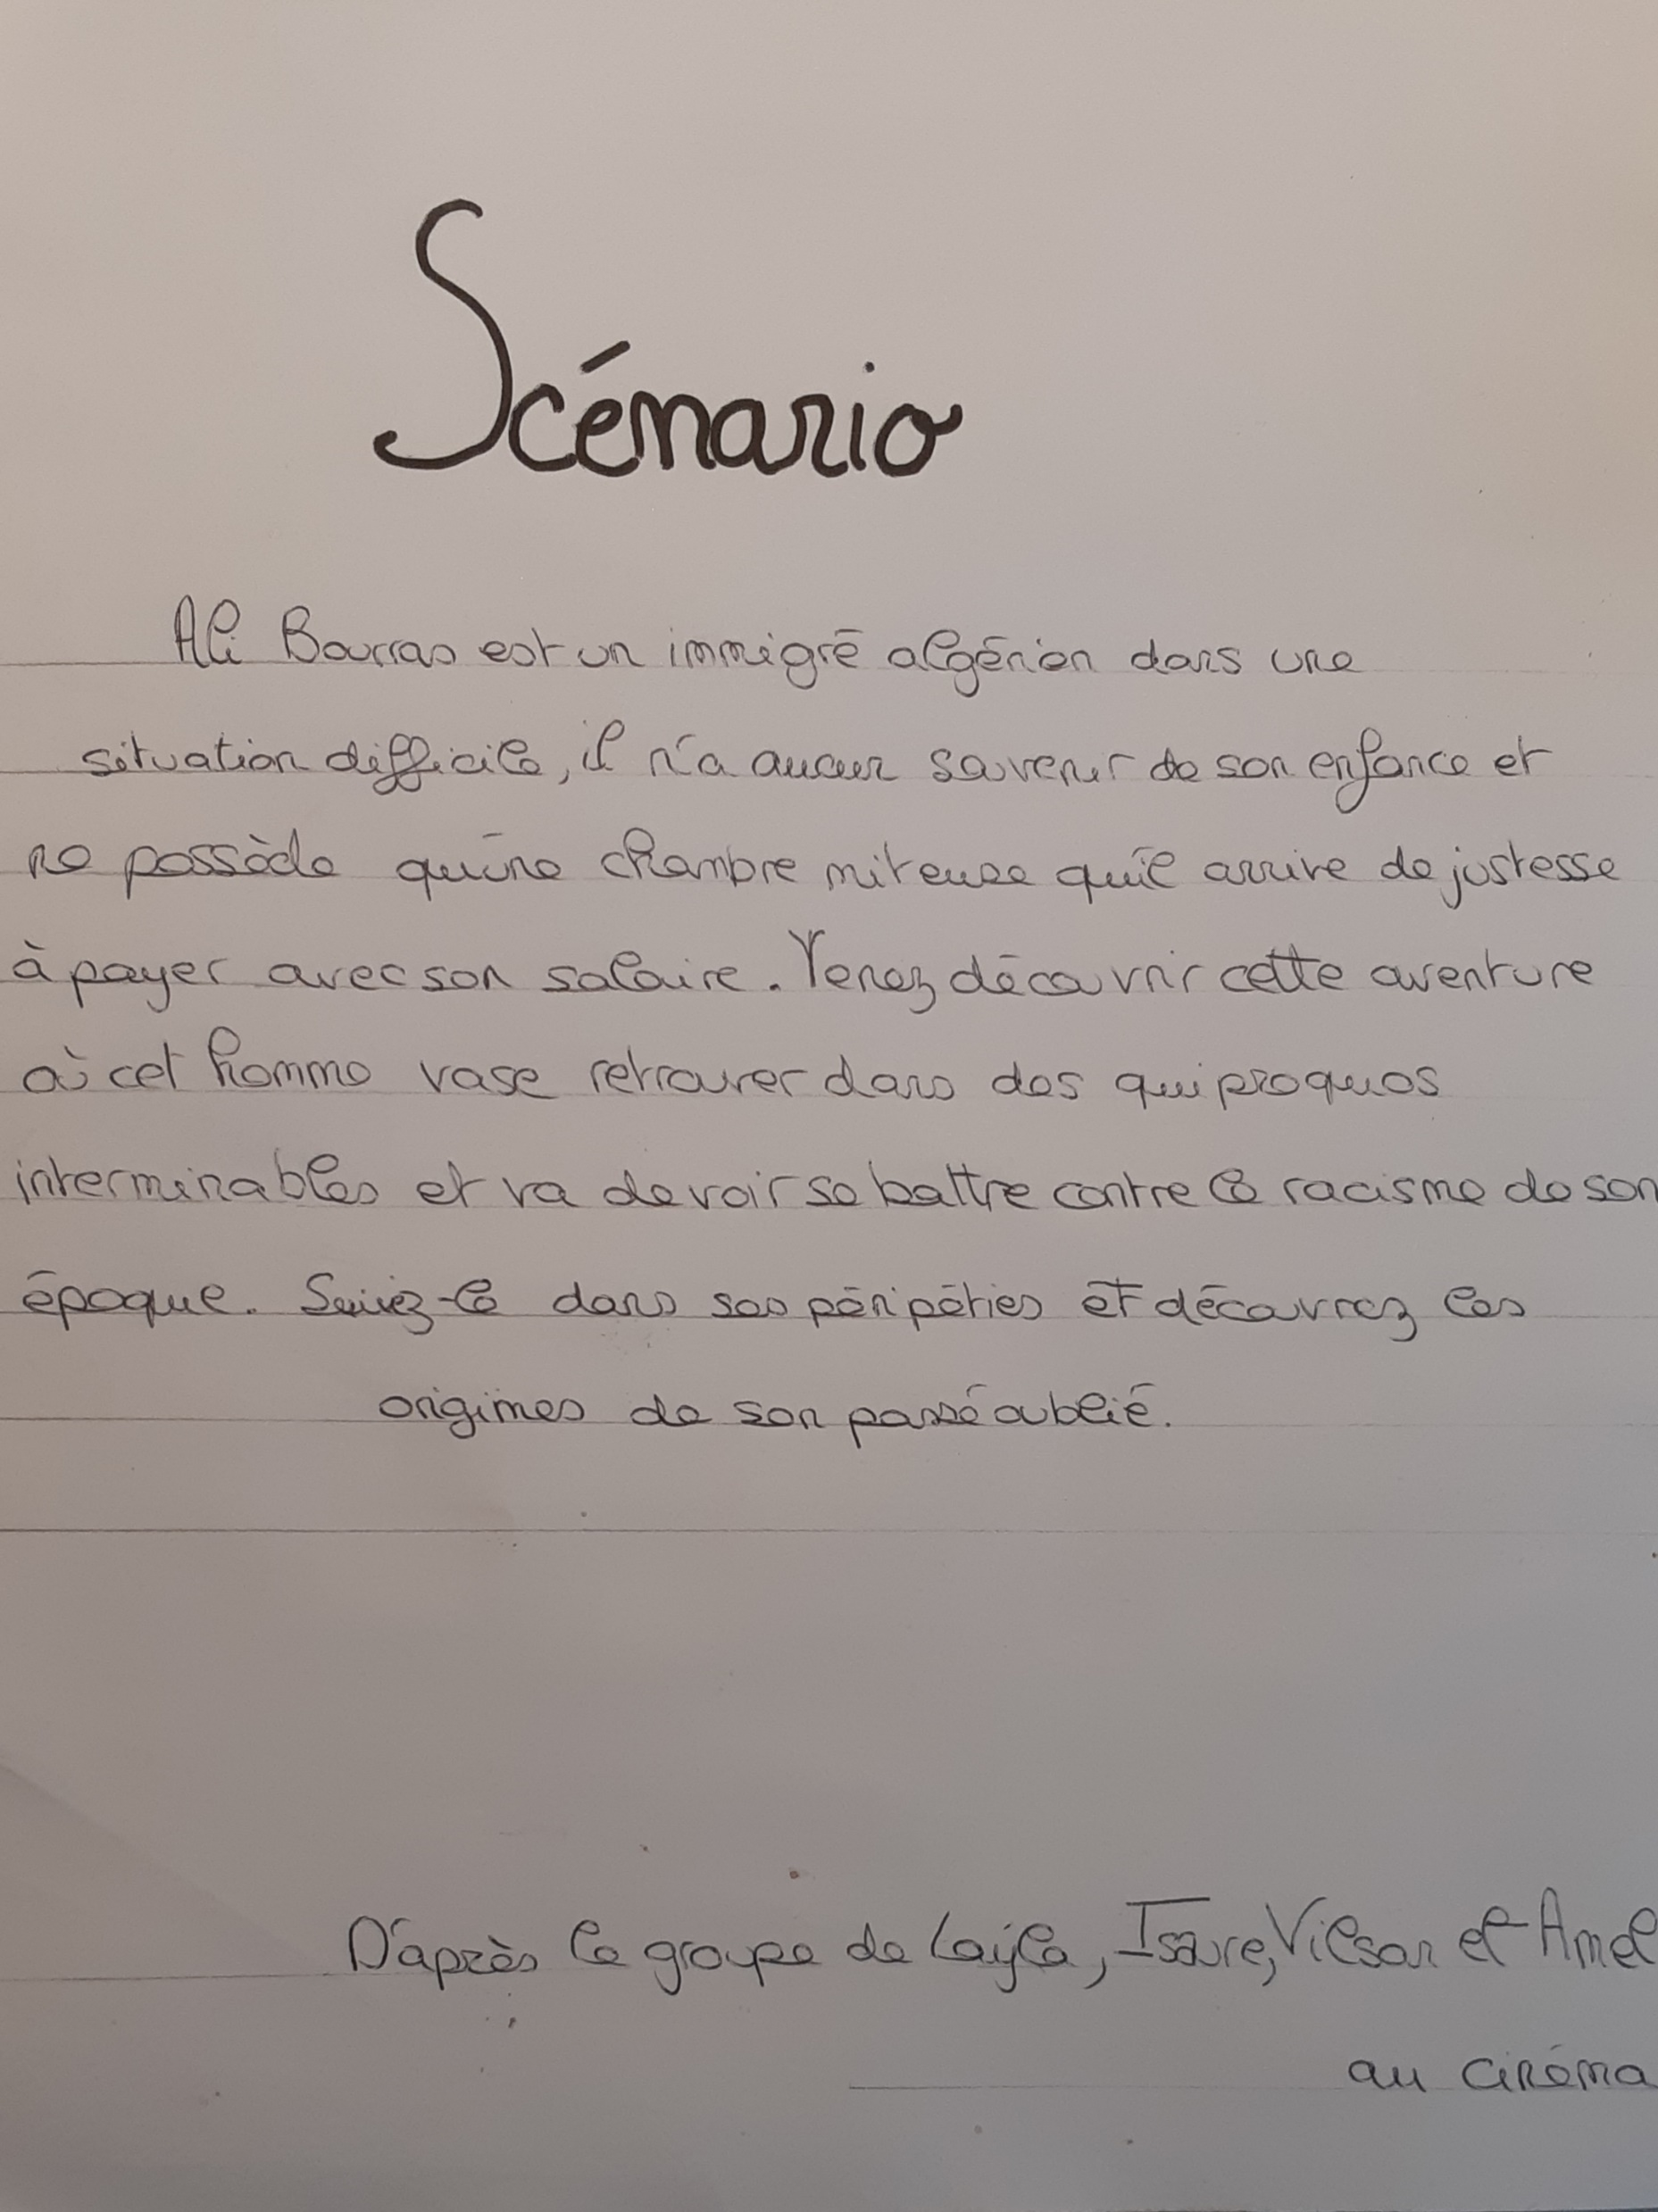 Scénario
Ali Bourras est un immigré algérien dans une
situation difficile, il n'a aucun souvenir de son enfance et
ne possède qu'une chambre miteuse qu'il arrive de justesse
à payer avec son salaire. Venez découvrir cette aventure
où cet homme va se retrouver dans des quiproquos
interminables et va devoir se battre contre le racisme de son
époque. Suivez-le dans ses péripéties et découvrez les
origines de son passé oublié.
D'après le groupe de Layla, Isaure, Vilson et Amel
au cinéma